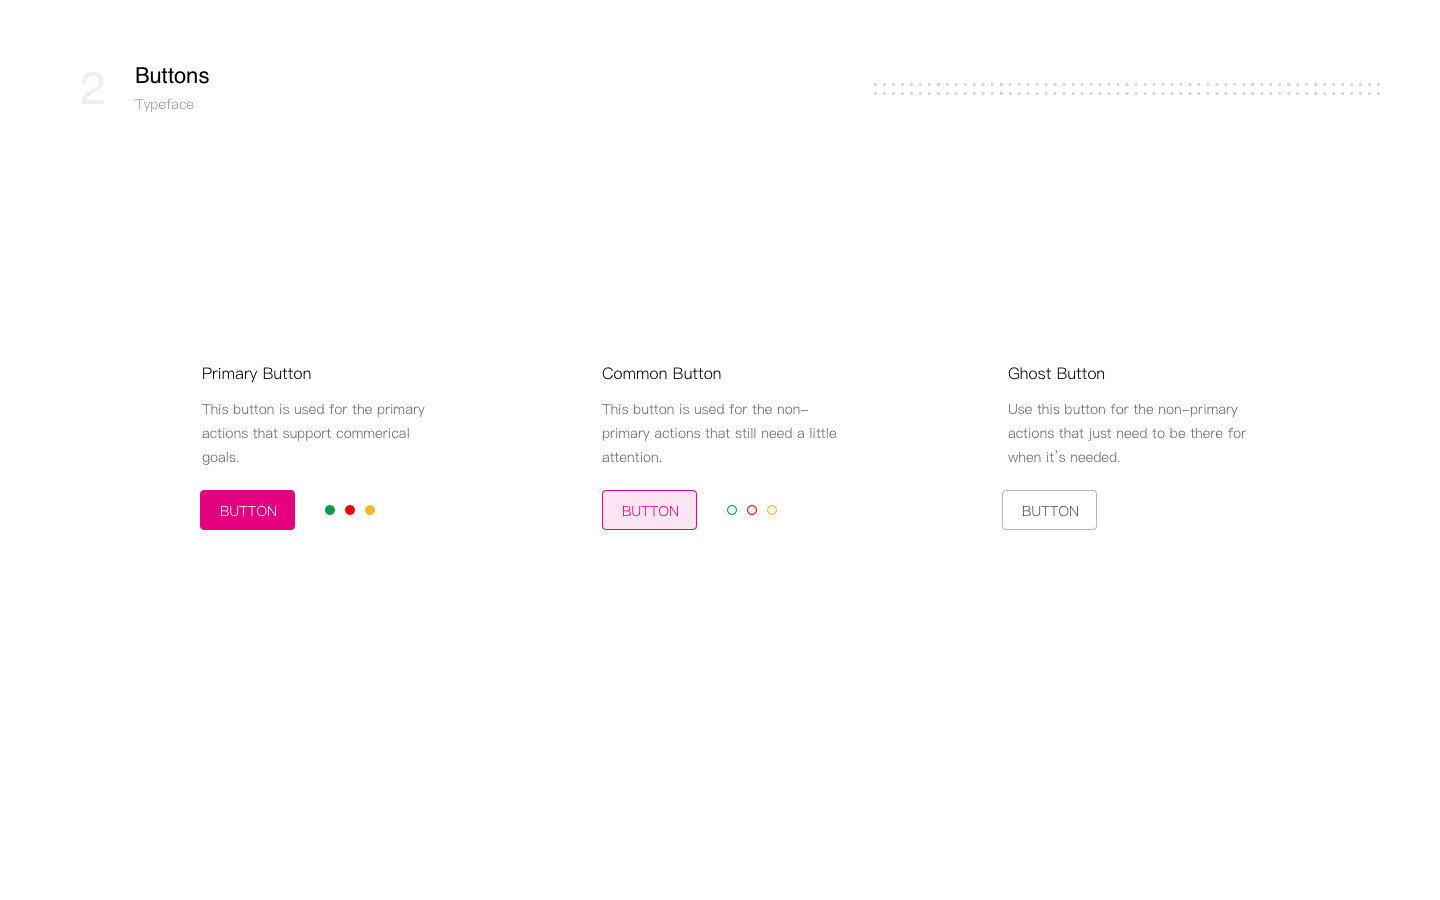 2
Buttons
Typeface
Primary Button
This button is used for the primary
actions that support commerical
goals.
BUTTON
Common Button
This button is used for the non-
primary actions that still need a little
attention.
BUTTON
Ghost Button
Use this button for the non-primary
actions that just need to be there for
when it's needed.
BUTTON